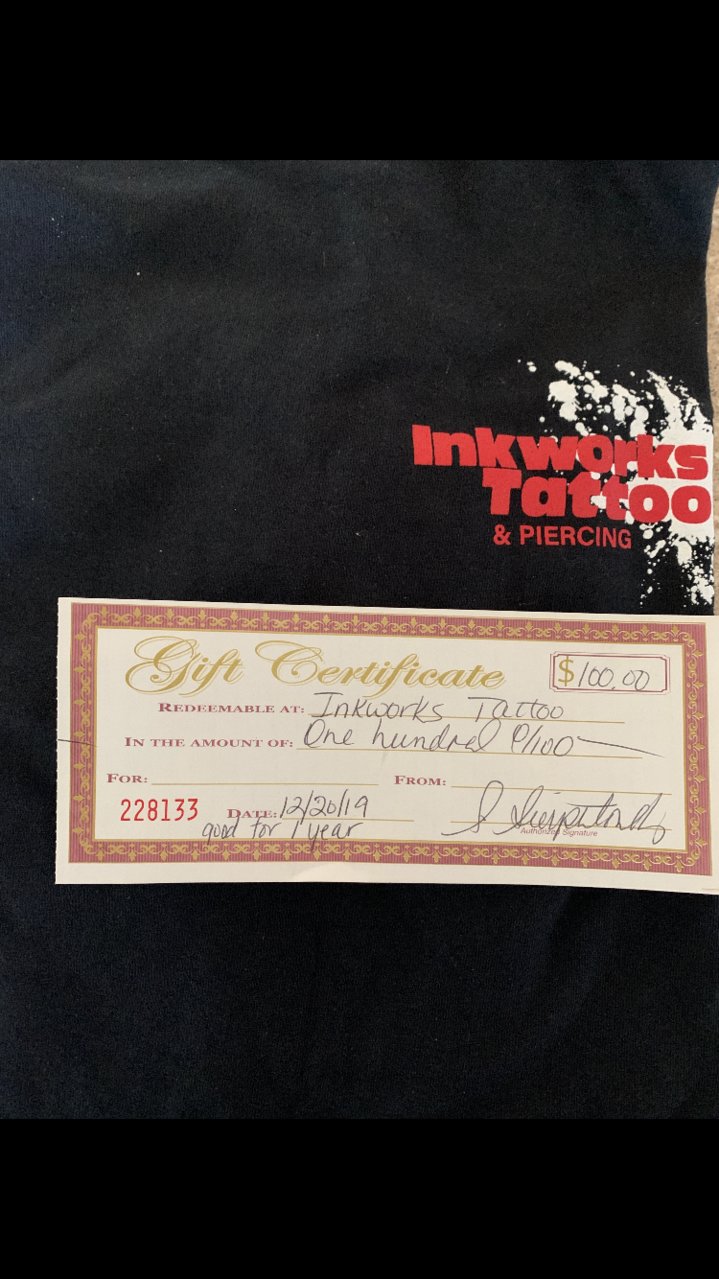 Inkworks
Tattoo
& PIERCING
Gift Certificate $100.00
REDEEMABLE AT: Inkworks Tattoo
IN THE AMOUNT OF: One hundred 0/100
FOR: FROM:
228133 DATE: 12/20/19
good for 1 year
Authorized Signature